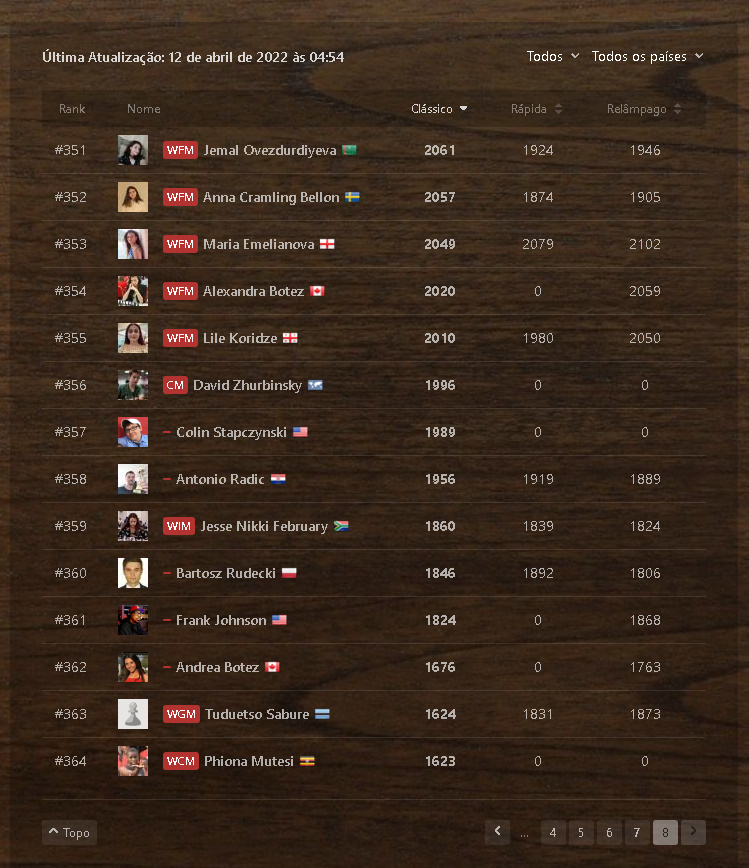 Última Atualização: 12 de abril de 2022 às 04:54 Todos Todos os países
Rank Nome Clássico Rápida Relâmpago
#351 WFM Jemal Ovezdurdiyeva 2061 1924 1946
#352 WFM Anna Cramling Bellon 2057 1874 1905
#353 WFM Maria Emelianova 2049 2079 2102
#354 WFM Alexandra Botez 2020 0 2059
#355 WFM Lile Koridze 2010 1980 2050
#356 CM David Zhurbinsky 1996 0 0
#357 – Colin Stapczynski 1989 0 0
#358 – Antonio Radic 1956 1919 1889
#359 WIM Jesse Nikki February 1860 1839 1824
#360 – Bartosz Rudecki 1846 1892 1806
#361 – Frank Johnson 1824 0 1868
#362 – Andrea Botez 1676 0 1763
#363 WGM Tuduetso Sabure 1624 1831 1873
#364 WCM Phiona Mutesi 1623 0 0
Topo ... 4 5 6 7 8